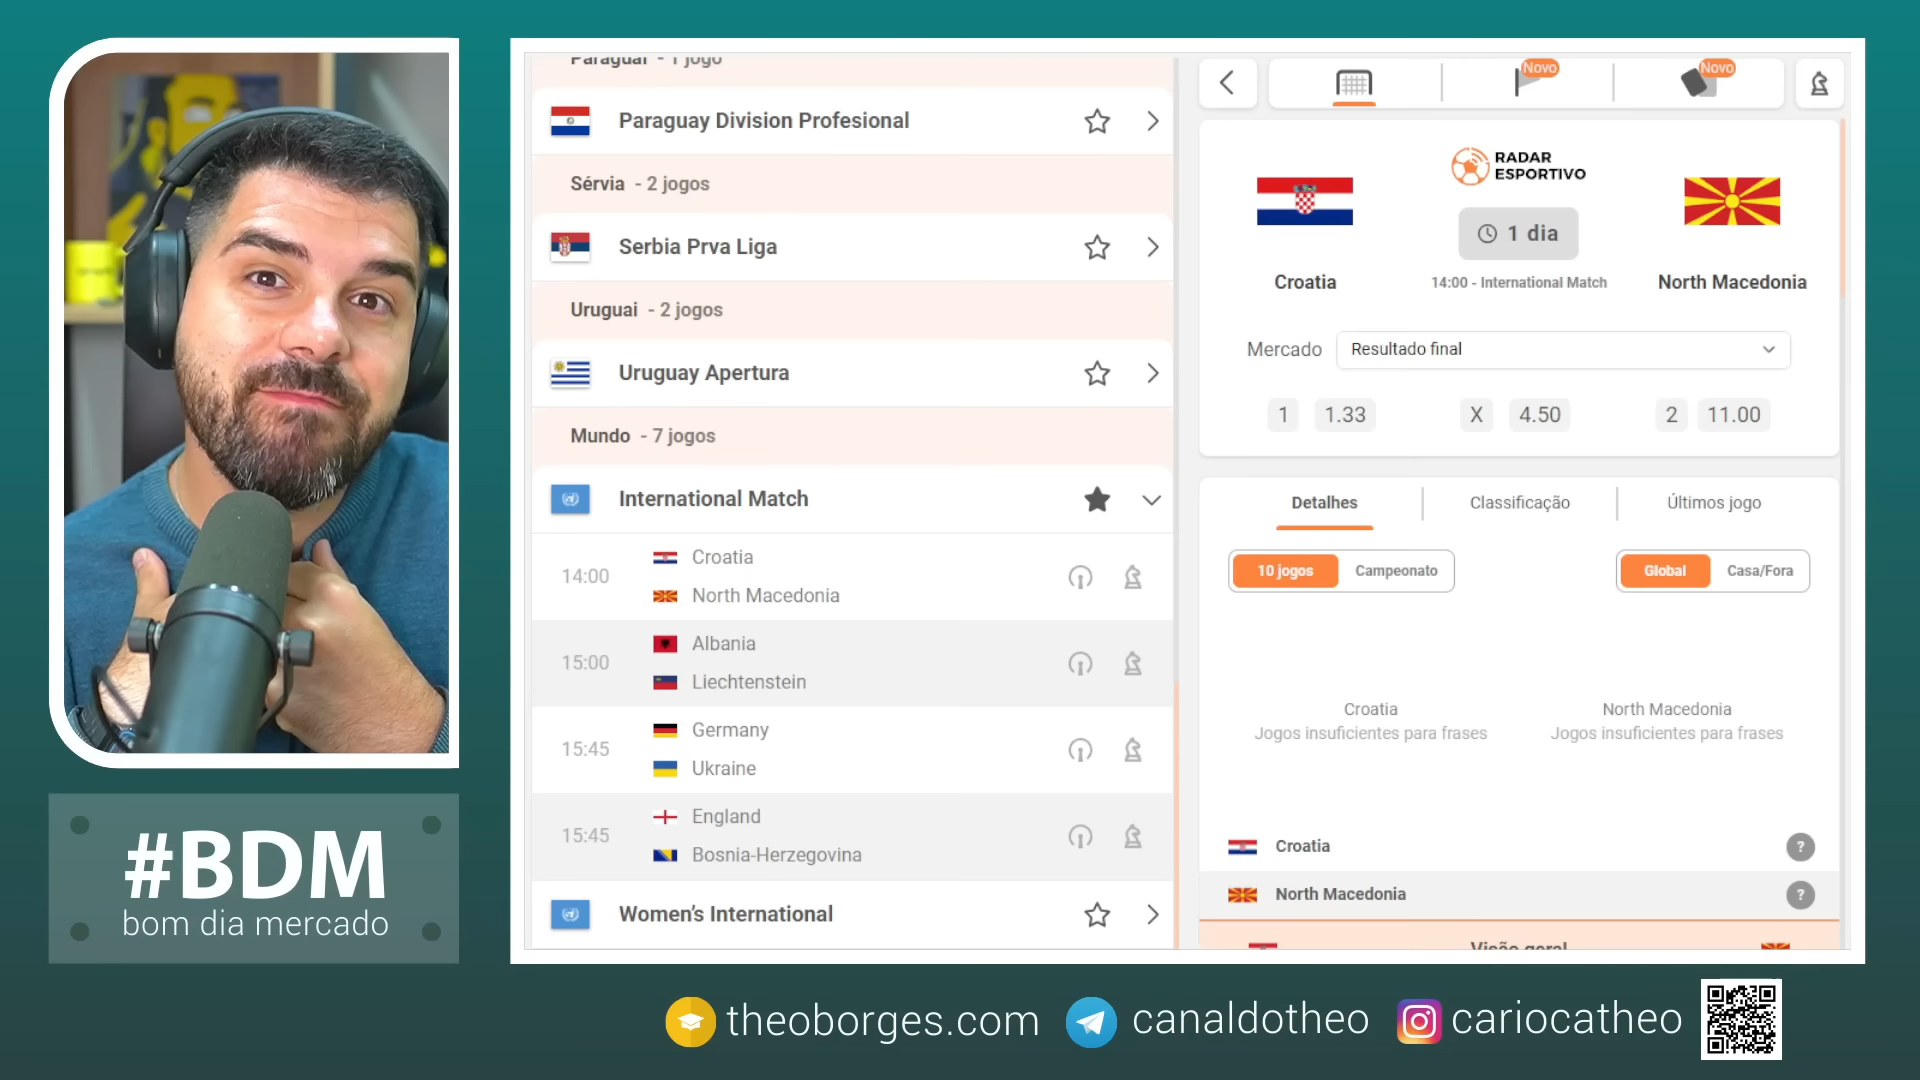 Paraguai - 1 jogo
Paraguay Division Profesional
Sérvia - 2 jogos
Serbia Prva Liga
Uruguai - 2 jogos
Uruguay Apertura
Mundo - 7 jogos
International Match
14:00
Croatia
North Macedonia
15:00
Albania
Liechtenstein
15:45
Germany
Ukraine
15:45
England
Bosnia-Herzegovina
Women’s International
Novo
Novo
RADAR
ESPORTIVO
1 dia
14:00 - International Match
Croatia
North Macedonia
Mercado
Resultado final
1 1.33 X 4.50 2 11.00
Detalhes Classificação Últimos jogo
10 jogos Campeonato Global Casa/Fora
Croatia
Jogos insuficientes para frases
North Macedonia
Jogos insuficientes para frases
Croatia ?
North Macedonia ?
Visão geral
#BDM
bom dia mercado
theoborges.com canaldotheo cariocatheo